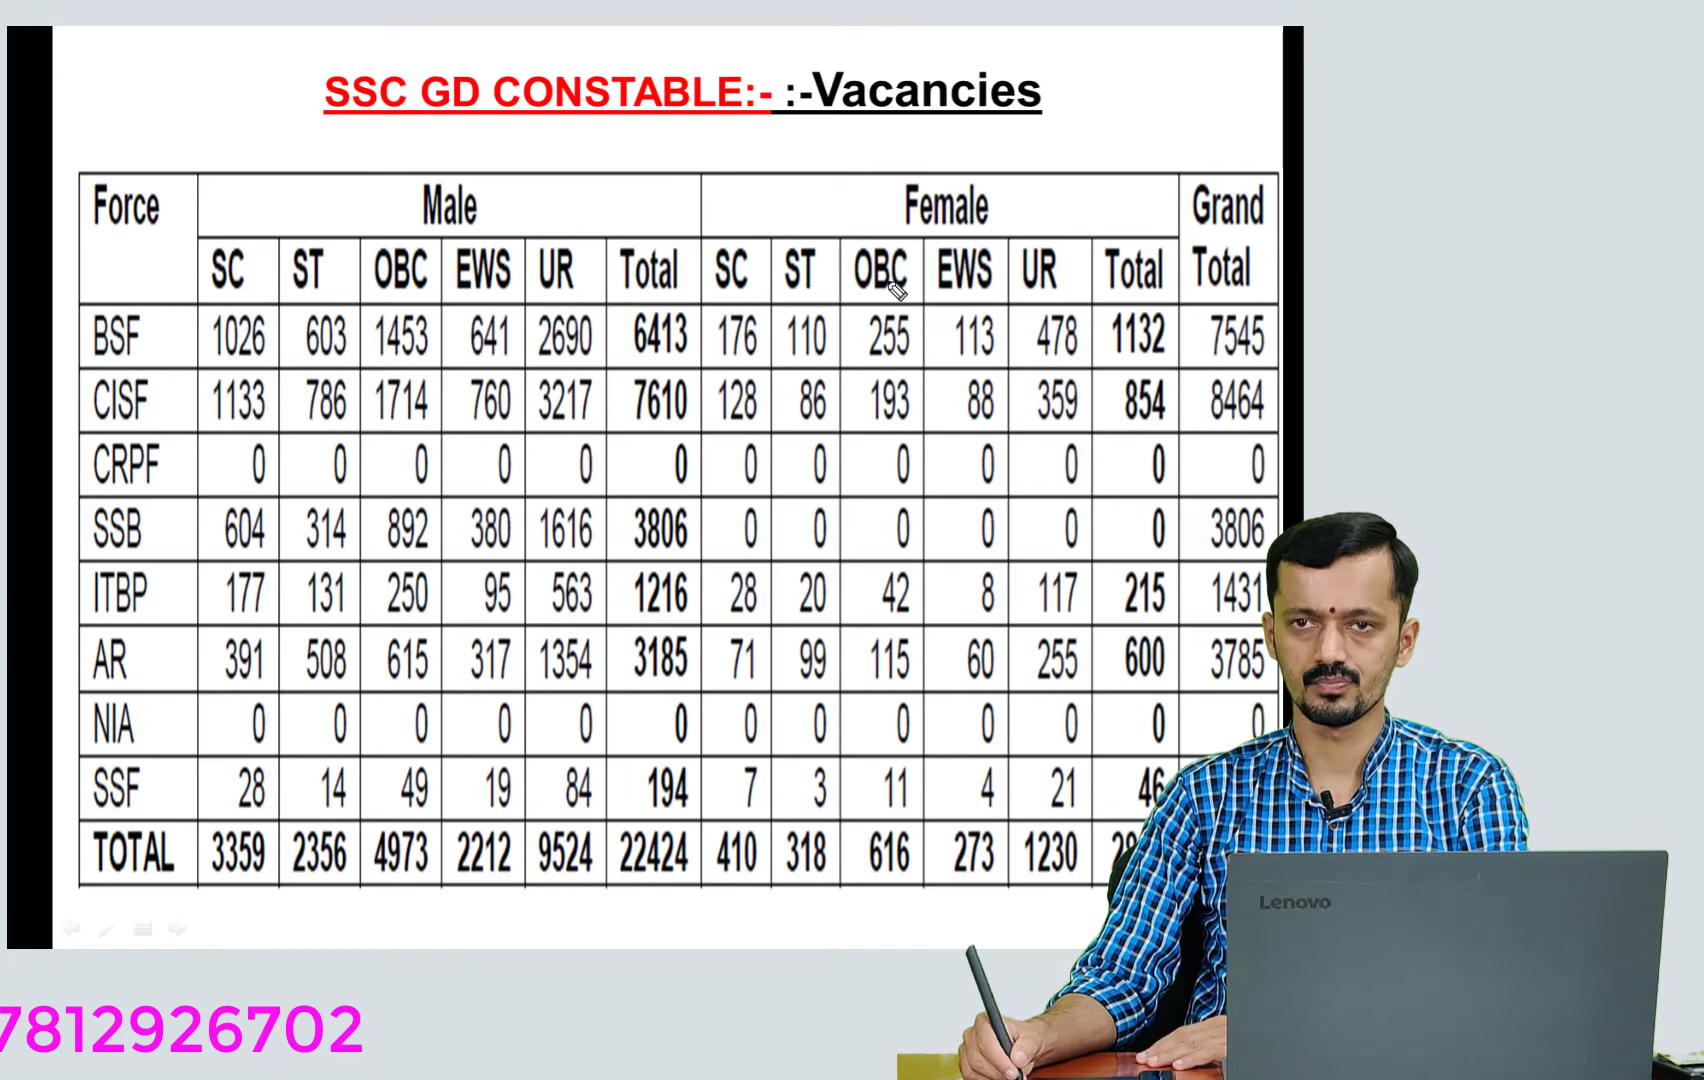 SSC GD CONSTABLE:- :-Vacancies
Force Male Female Grand Total
SC ST OBC EWS UR Total SC ST OBC EWS UR Total
BSF 1026 603 1453 641 2690 6413 176 110 255 113 478 1132 7545
CISF 1133 786 1714 760 3217 7610 128 86 193 88 359 854 8464
CRPF 0 0 0 0 0 0 0 0 0 0 0 0 0
SSB 604 314 892 380 1616 3806 0 0 0 0 0 0 3806
ITBP 177 131 250 95 563 1216 28 20 42 8 117 215 1431
AR 391 508 615 317 1354 3185 71 99 115 60 255 600 3785
NIA 0 0 0 0 0 0 0 0 0 0 0 0 0
SSF 28 14 49 19 84 194 7 3 11 4 21 46
TOTAL 3359 2356 4973 2212 9524 22424 410 318 616 273 1230
Lenovo
7812926702